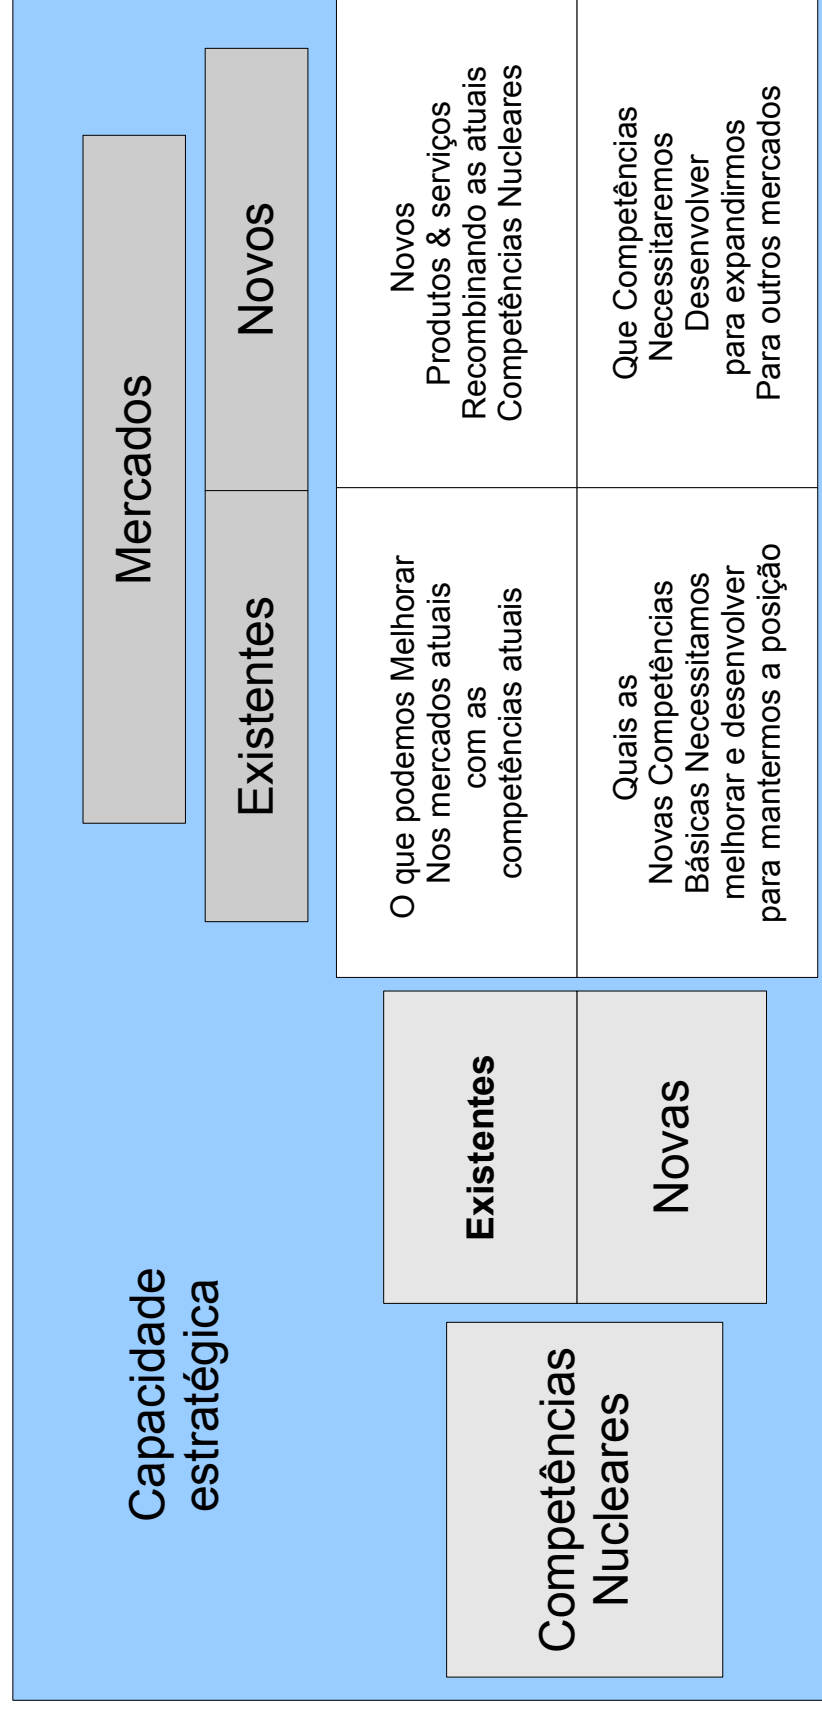 Capacidade
estratégica
Mercados
Existentes
Novos
Competências
Nucleares
Existentes
O que podemos Melhorar
Nos mercados atuais
com as
competências atuais
Novos
Produtos & serviços
Recombinando as atuais
Competências Nucleares
Novas
Quais as
Novas Competências
Básicas Necessitamos
melhorar e desenvolver
para mantermos a posição
Que Competências
Necessitaremos
Desenvolver
para expandirmos
Para outros mercados